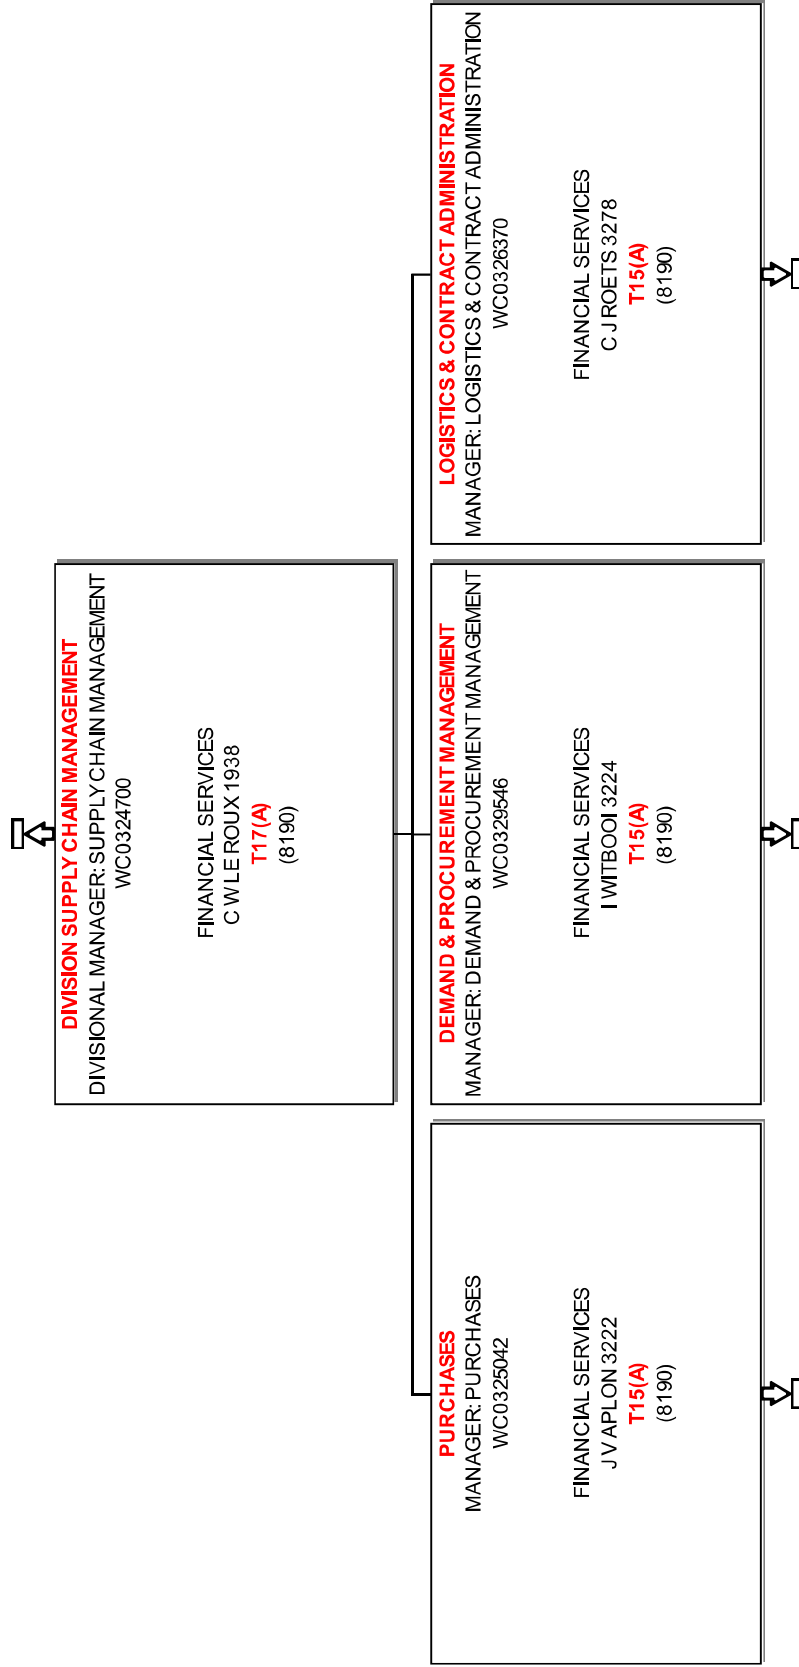 DIVISION SUPPLY CHAIN MANAGEMENT
DIVISIONAL MANAGER: SUPPLY CHAIN MANAGEMENT
WC0324700
FINANCIAL SERVICES
C W LE ROUX 1938
T17(A)
(8190)
PURCHASES
MANAGER: PURCHASES
WC0325042
FINANCIAL SERVICES
J V APLON 3222
T15(A)
(8190)
DEMAND & PROCUREMENT MANAGEMENT
MANAGER: DEMAND & PROCUREMENT MANAGEMENT
WC0329546
FINANCIAL SERVICES
I WITBOOI 3224
T15(A)
(8190)
LOGISTICS & CONTRACT ADMINISTRATION
MANAGER: LOGISTICS & CONTRACT ADMINISTRATION
WC0326370
FINANCIAL SERVICES
C J ROETS 3278
T15(A)
(8190)